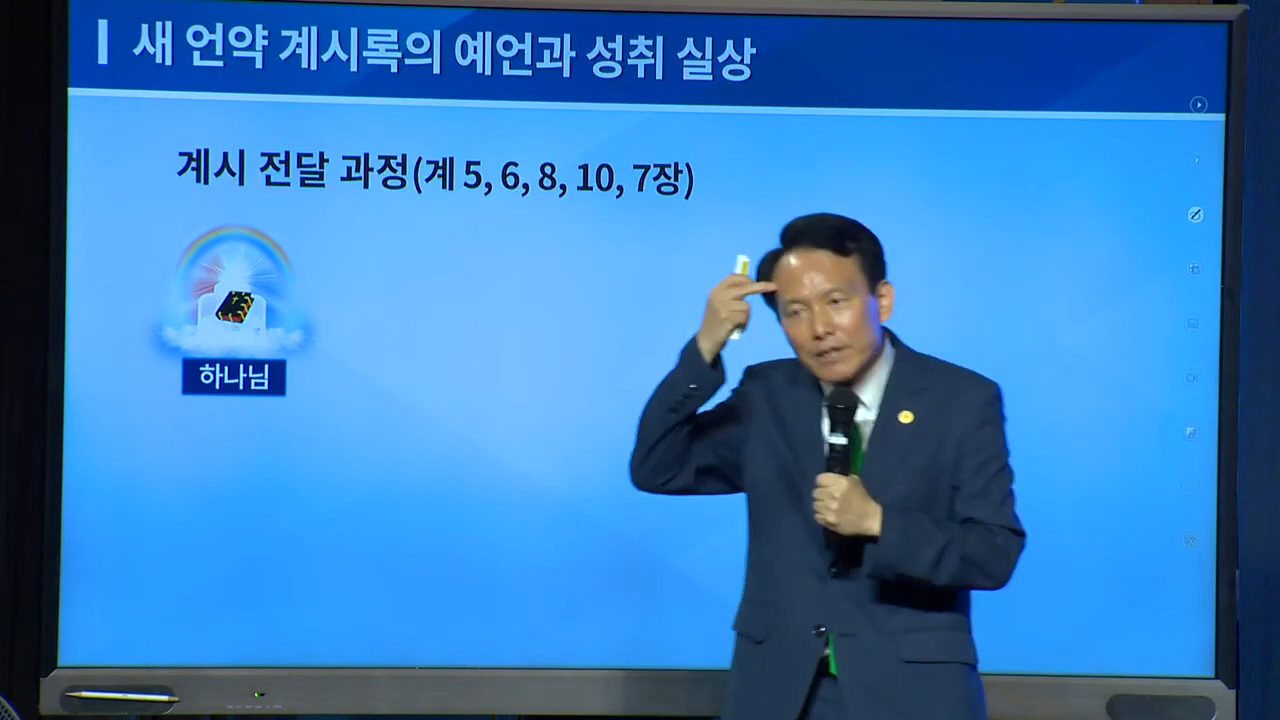 새 언약 계시록의 예언과 성취 실상
계시 전달 과정(계 5, 6, 8, 10, 7장)
하나님